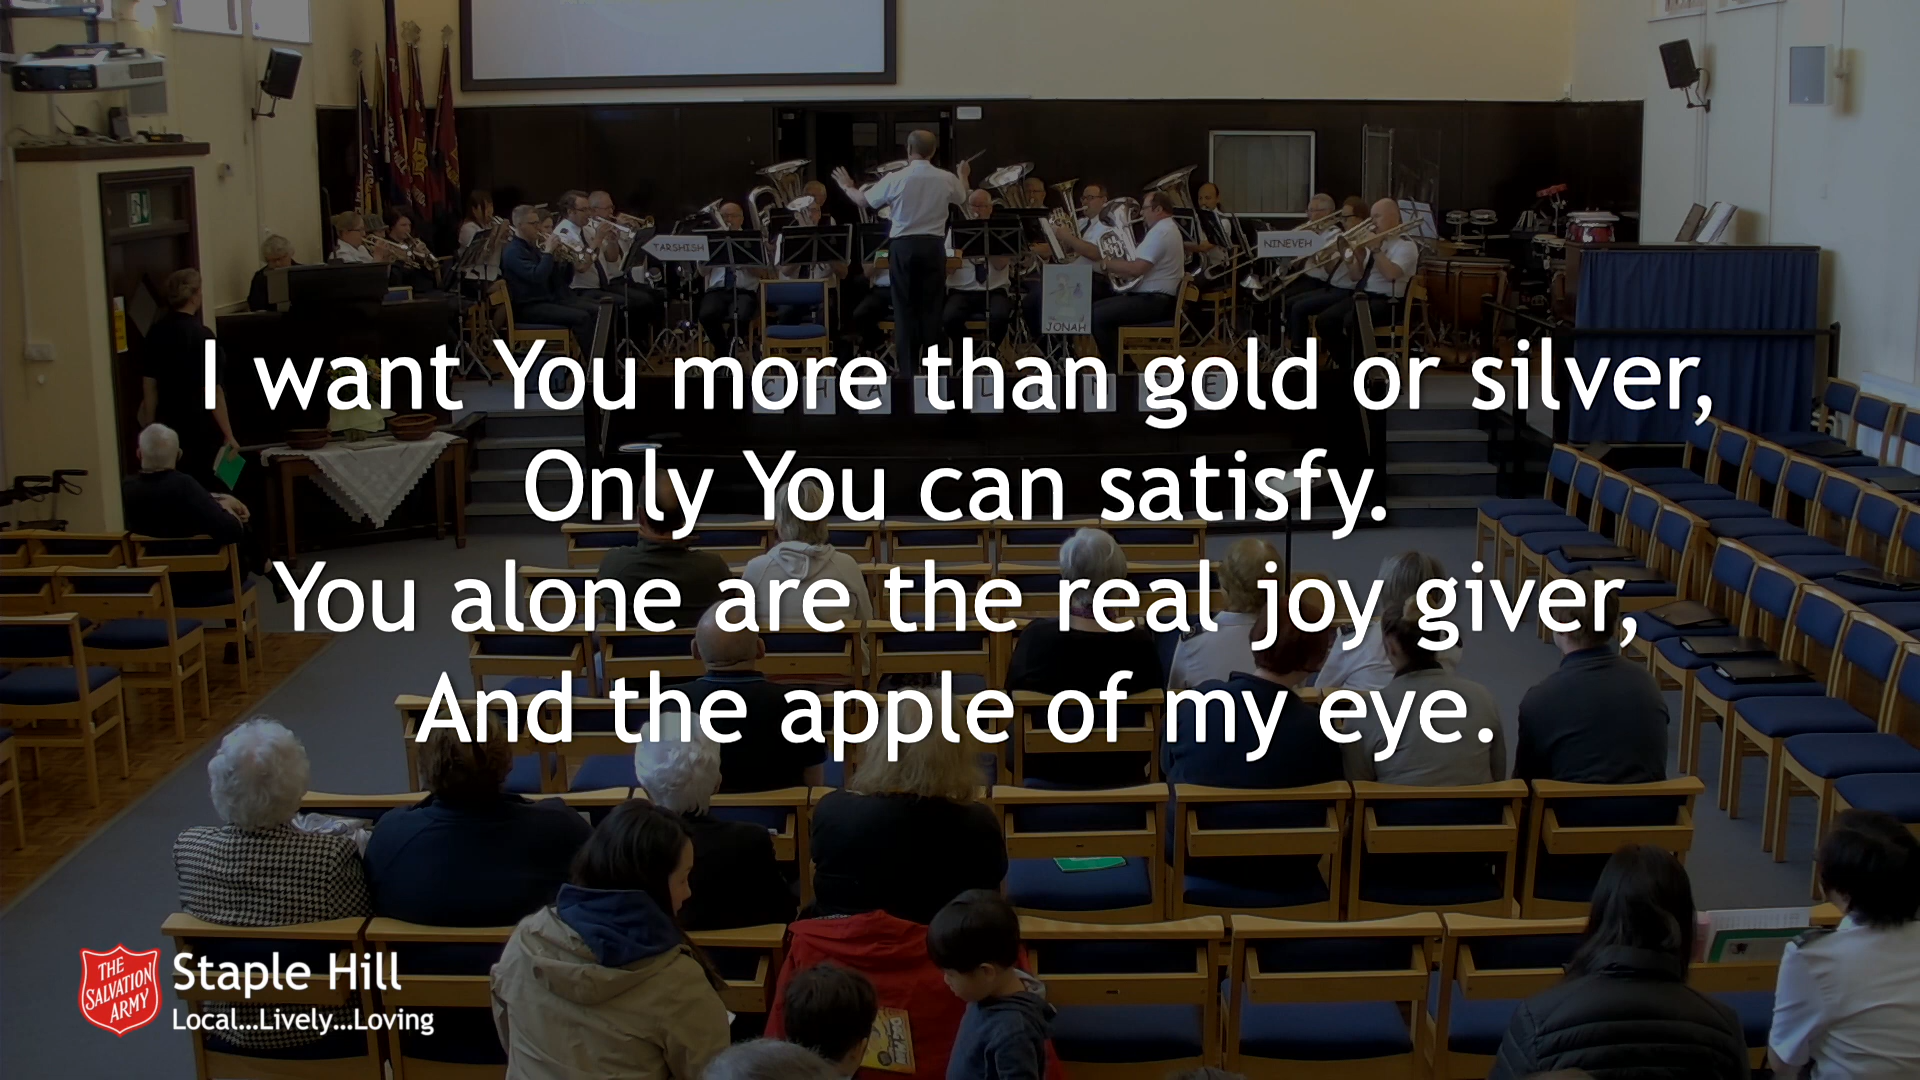 TARSHISH
NINEVEH
JONAH
I want You more than gold or silver,
Only You can satisfy.
You alone are the real joy giver,
And the apple of my eye.
THE
SALVATION
ARMY
Staple Hill
Local...Lively...Loving